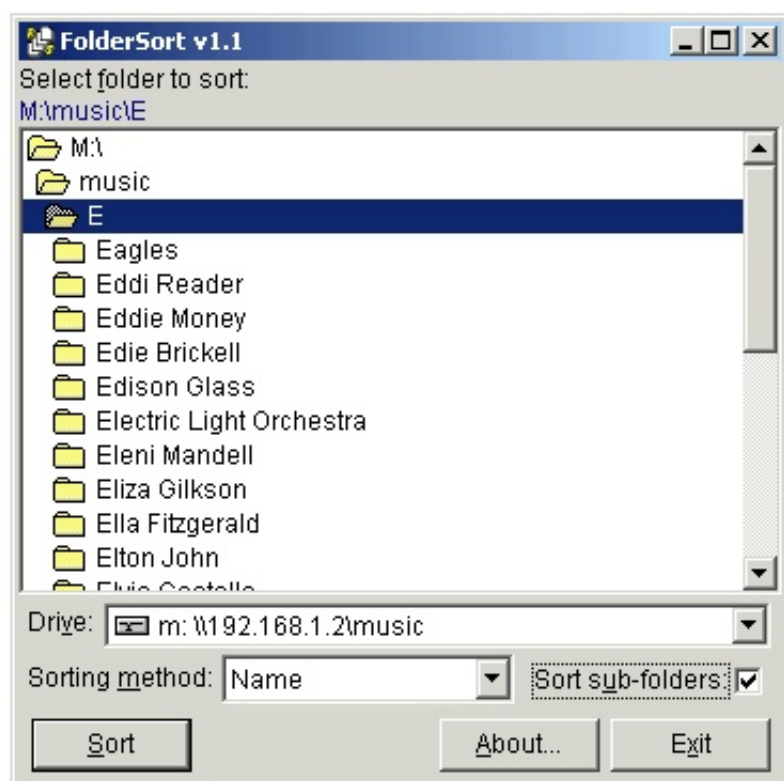 FolderSort v1.1
Select folder to sort:
M:\music\E
M:\
music
E
Eagles
Eddi Reader
Eddie Money
Edie Brickell
Edison Glass
Electric Light Orchestra
Eleni Mandell
Eliza Gilkson
Ella Fitzgerald
Elton John
Elvis Costello
Drive: m: \\192.168.1.2\music
Sorting method: Name Sort sub-folders:
Sort About... Exit